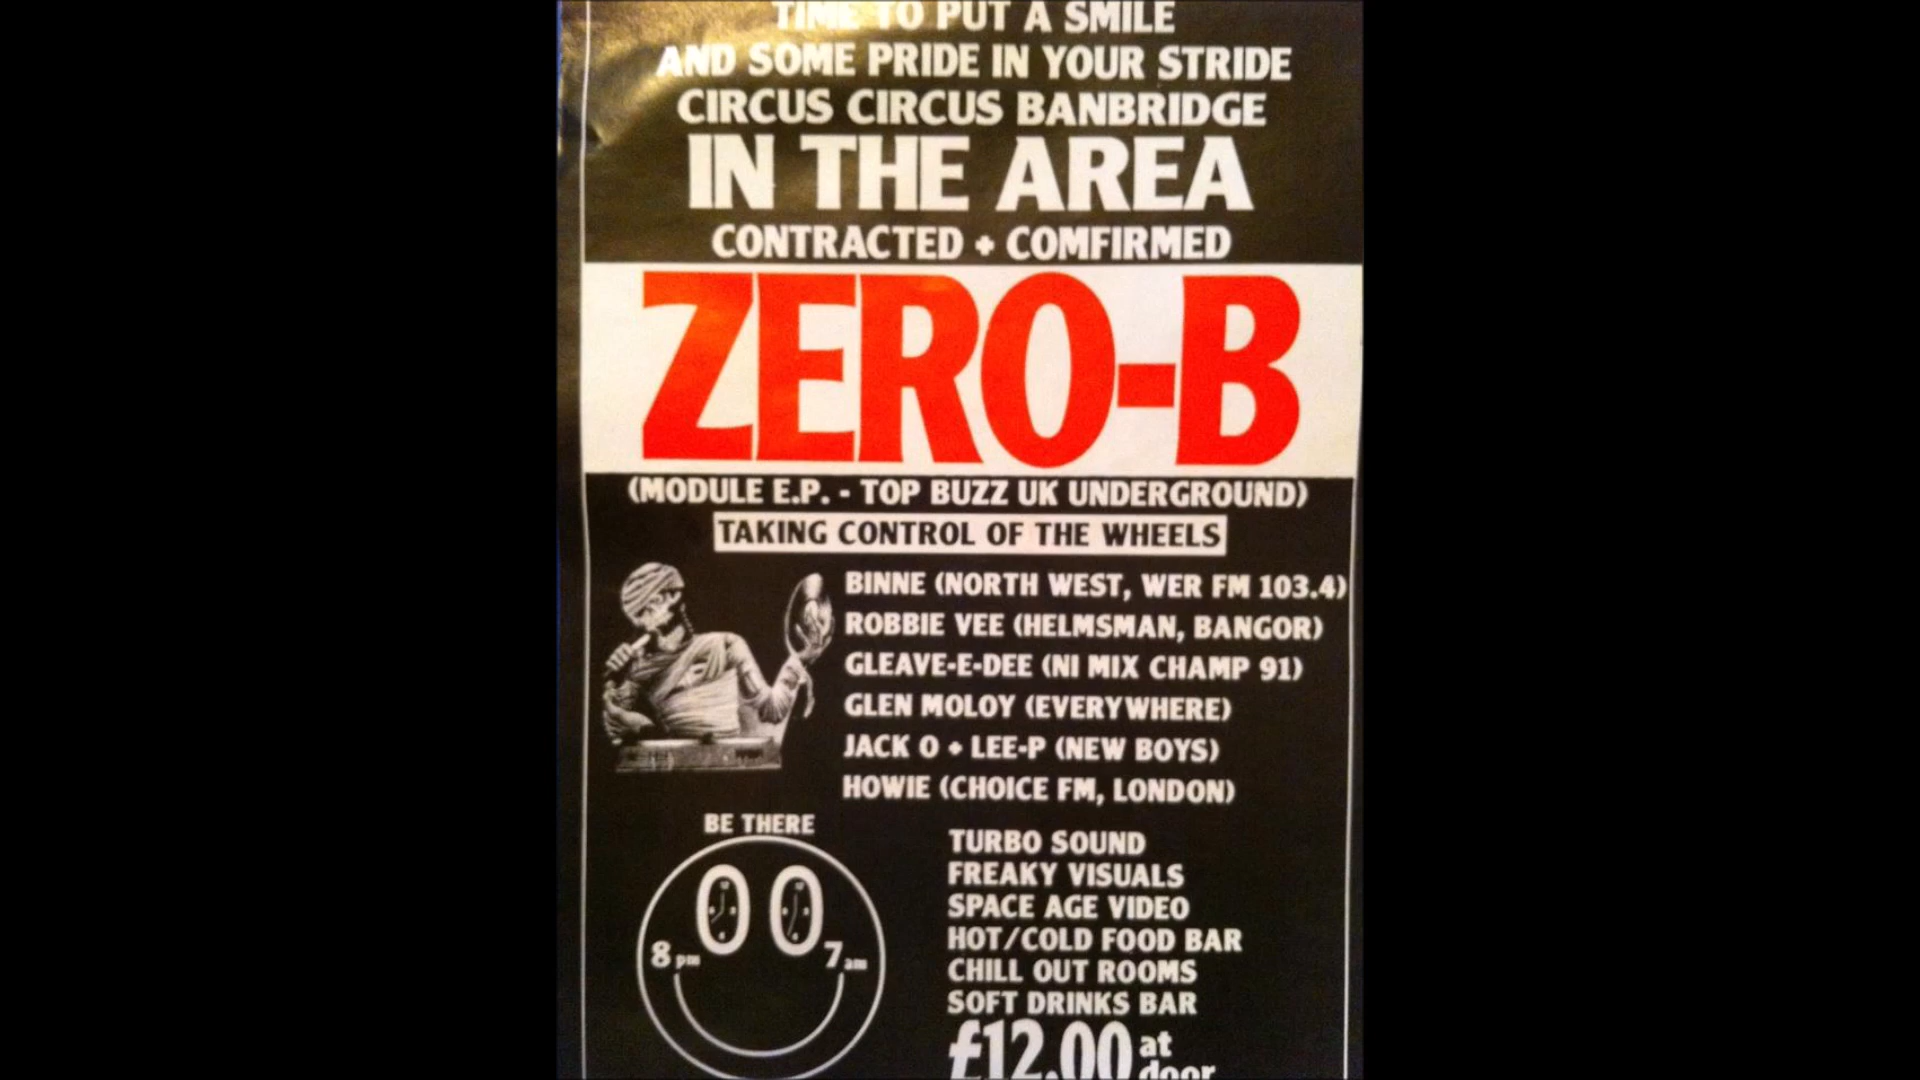 TIME TO PUT A SMILE
AND SOME PRIDE IN YOUR STRIDE
CIRCUS CIRCUS BANBRIDGE
IN THE AREA
CONTRACTED + COMFIRMED
ZERO-B
(MODULE E.P. - TOP BUZZ UK UNDERGROUND)
TAKING CONTROL OF THE WHEELS
BINNE (NORTH WEST, WER FM 103.4)
ROBBIE VEE (HELMSMAN, BANGOR)
GLEAVE-E-DEE (NI MIX CHAMP 91)
GLEN MOLOY (EVERYWHERE)
JACK O + LEE-P (NEW BOYS)
HOWIE (CHOICE FM, LONDON)
BE THERE
8pm 7am
TURBO SOUND
FREAKY VISUALS
SPACE AGE VIDEO
HOT/COLD FOOD BAR
CHILL OUT ROOMS
SOFT DRINKS BAR
£12.00 at door